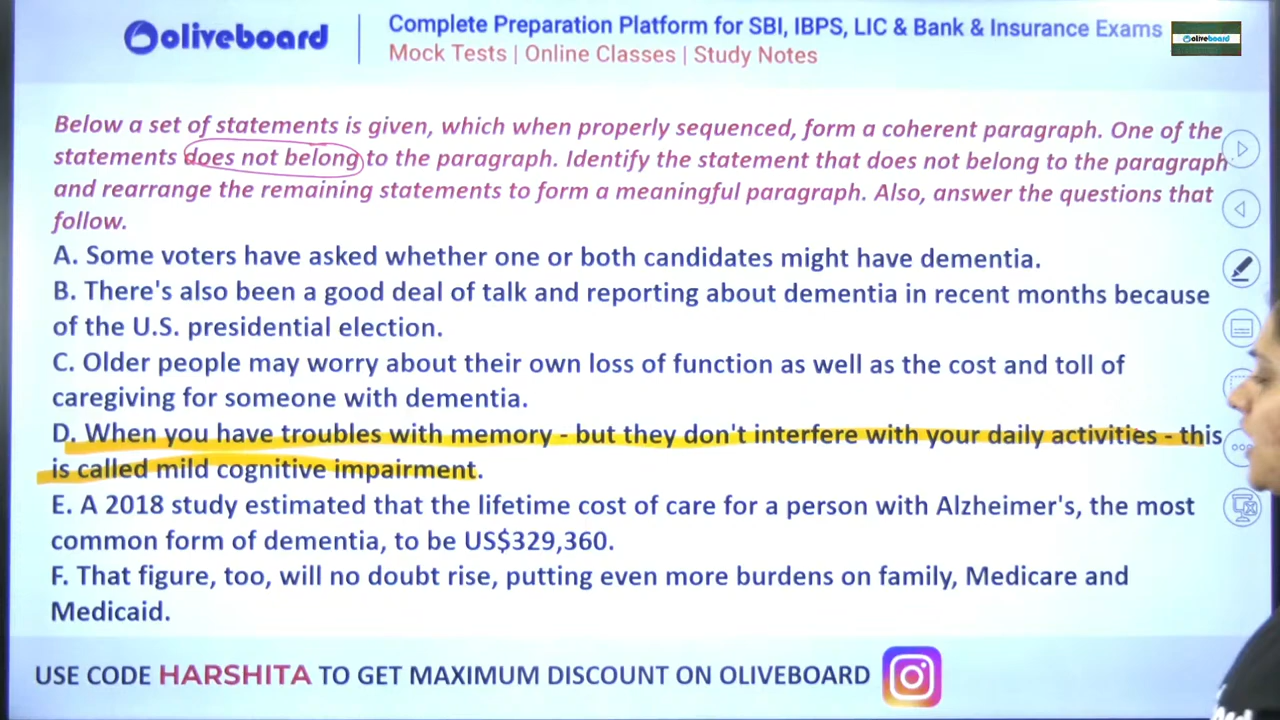 oliveboard
Complete Preparation Platform for SBI, IBPS, LIC & Bank & Insurance Exams
Mock Tests | Online Classes | Study Notes
oliveboard
Below a set of statements is given, which when properly sequenced, form a coherent paragraph. One of the
statements does not belong to the paragraph. Identify the statement that does not belong to the paragraph
and rearrange the remaining statements to form a meaningful paragraph. Also, answer the questions that
follow.
A. Some voters have asked whether one or both candidates might have dementia.
B. There's also been a good deal of talk and reporting about dementia in recent months because
of the U.S. presidential election.
C. Older people may worry about their own loss of function as well as the cost and toll of
caregiving for someone with dementia.
D. When you have troubles with memory - but they don't interfere with your daily activities - this
is called mild cognitive impairment.
E. A 2018 study estimated that the lifetime cost of care for a person with Alzheimer's, the most
common form of dementia, to be US$329,360.
F. That figure, too, will no doubt rise, putting even more burdens on family, Medicare and
Medicaid.
USE CODE HARSHITA TO GET MAXIMUM DISCOUNT ON OLIVEBOARD